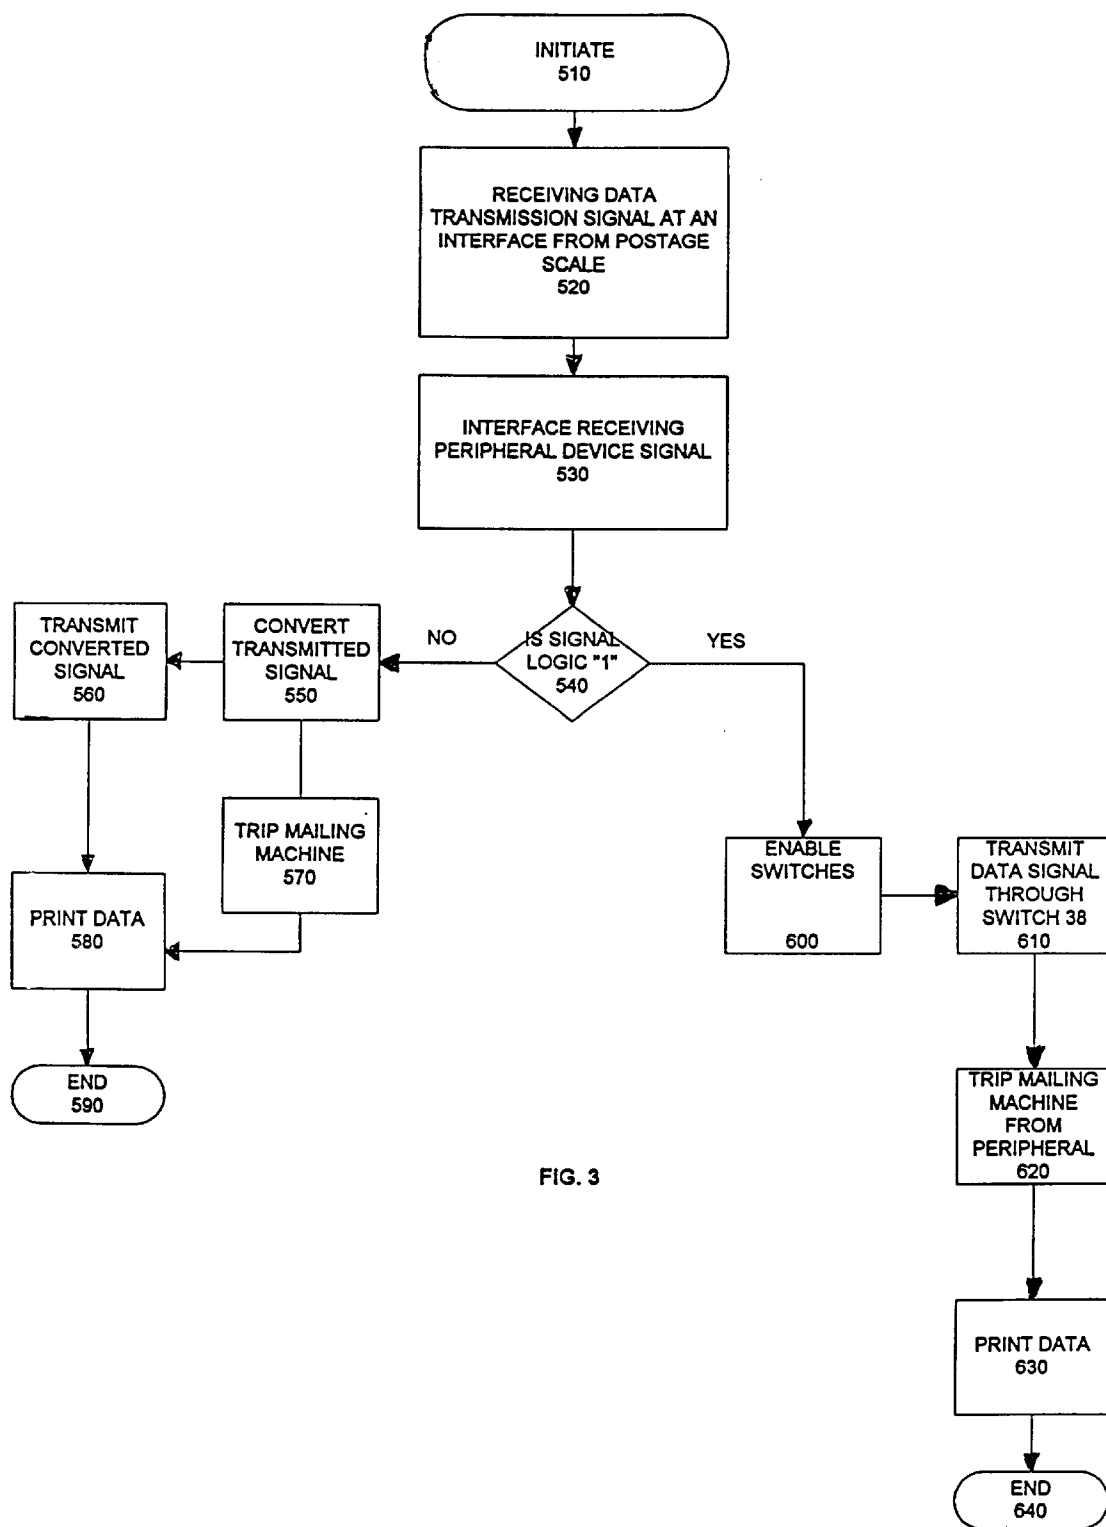 INITIATE
510
RECEIVING DATA
TRANSMISSION SIGNAL AT AN
INTERFACE FROM POSTAGE
SCALE
520
INTERFACE RECEIVING
PERIPHERAL DEVICE SIGNAL
530
IS SIGNAL
LOGIC "1"
540
NO
YES
CONVERT
TRANSMITTED
SIGNAL
550
TRANSMIT
CONVERTED
SIGNAL
560
TRIP MAILING
MACHINE
570
PRINT DATA
580
END
590
ENABLE
SWITCHES
600
TRANSMIT
DATA SIGNAL
THROUGH
SWITCH 38
610
TRIP MAILING
MACHINE
FROM
PERIPHERAL
620
PRINT DATA
630
END
640
FIG. 3